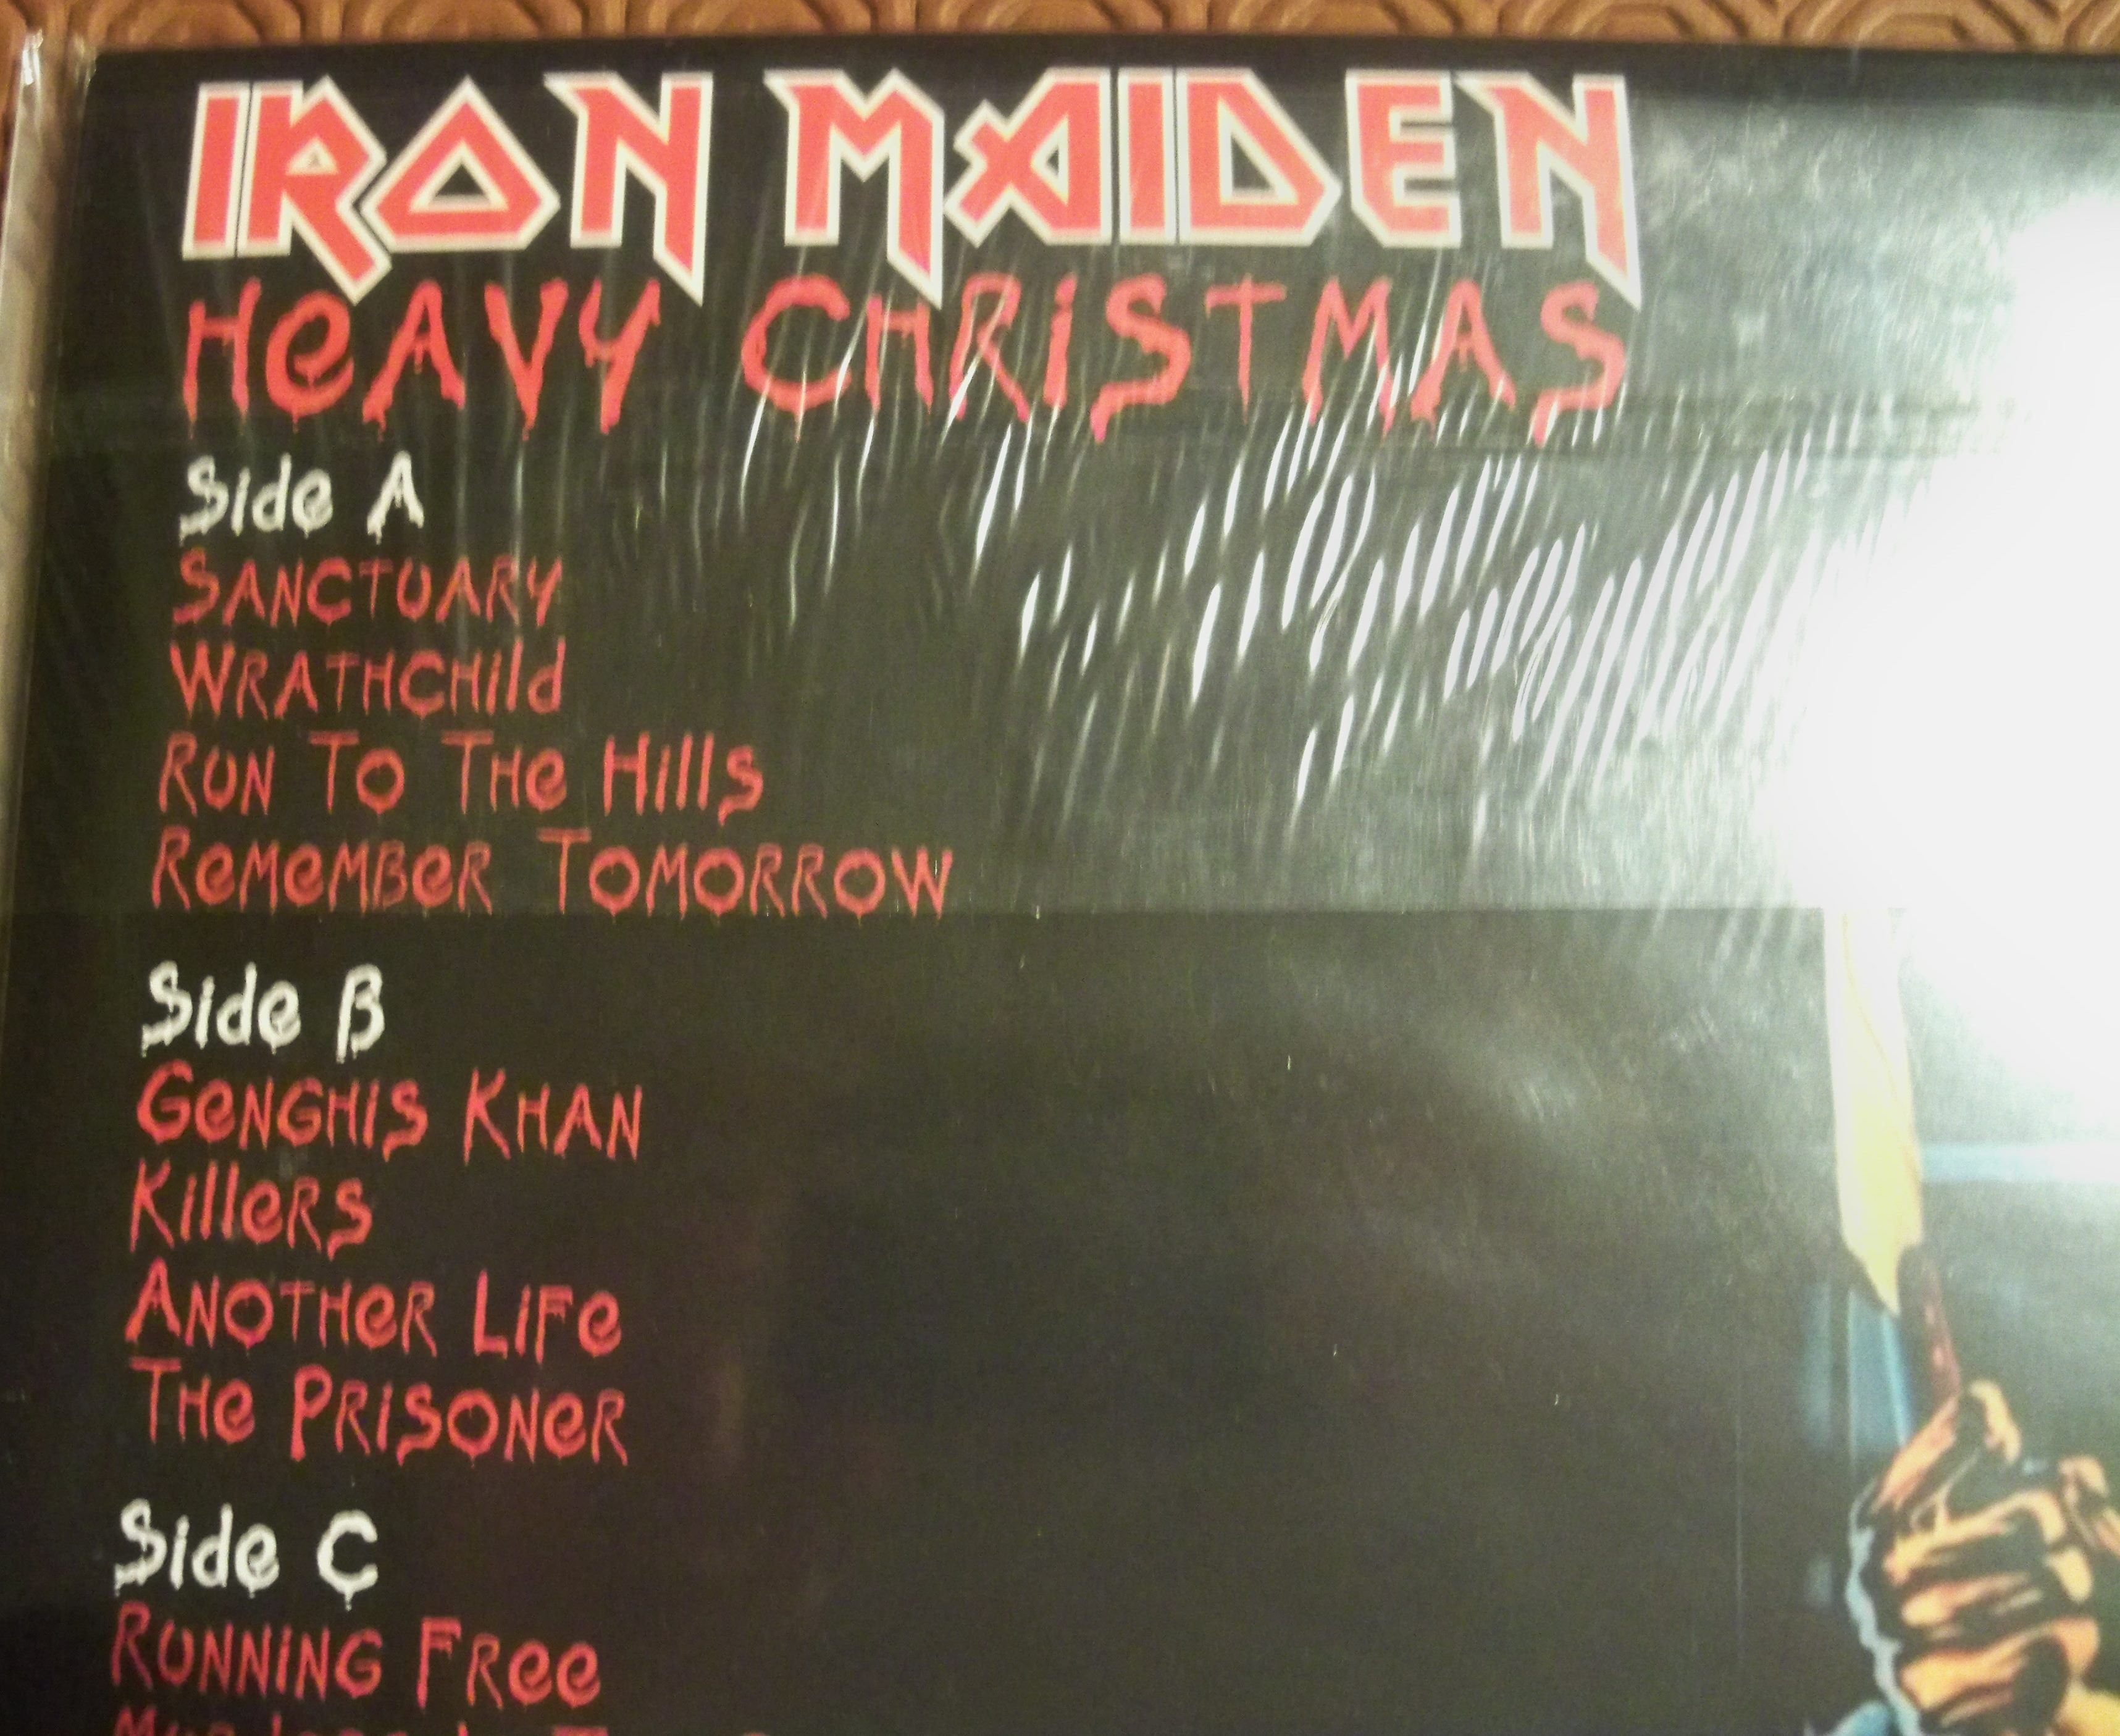 IRON MAIDEN
HEAVY CHRISTMAS
Side A
SANCTUARY
WRATHCHild
RUN TO THe Hills
ReMeMBeR TOMORROW
Side B
GeNGHIS KHAN
KilleRS
ANOTHeR LiFe
THe PRiSONeR
Side C
RUNNING FRee